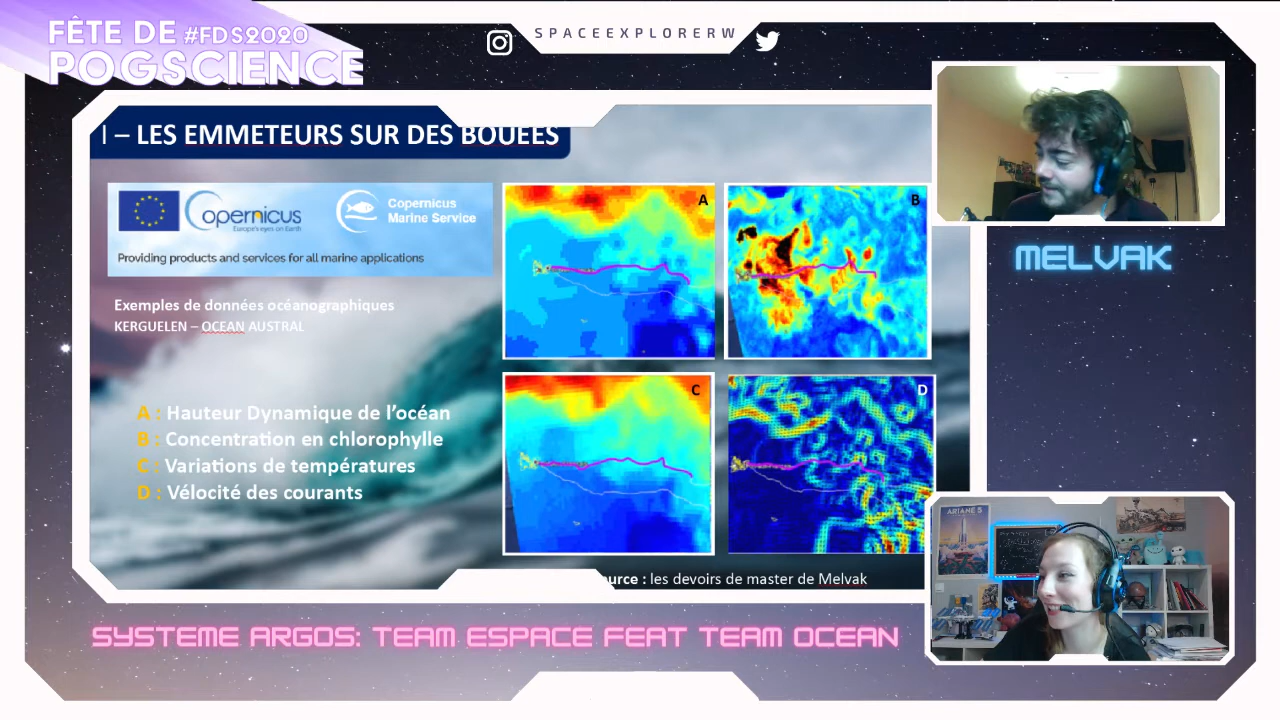 FÊTE DE #FDS2020
POGSCIENCE
SPACEEXPLORERW
I – LES EMMETEURS SUR DES BOUÉES
opernicus
Europe's eyes on Earth
Copernicus
Marine Service
Providing products and services for all marine applications
Exemples de données océanographiques
KERGUELEN – OCEAN AUSTRAL
A : Hauteur Dynamique de l'océan
B : Concentration en chlorophylle
C : Variations de températures
D : Vélocité des courants
A
B
C
D
ource : les devoirs de master de Melvak
MELVAK
ARIANE 5
SYSTEME ARGOS: TEAM ESPACE FEAT TEAM OCEAN